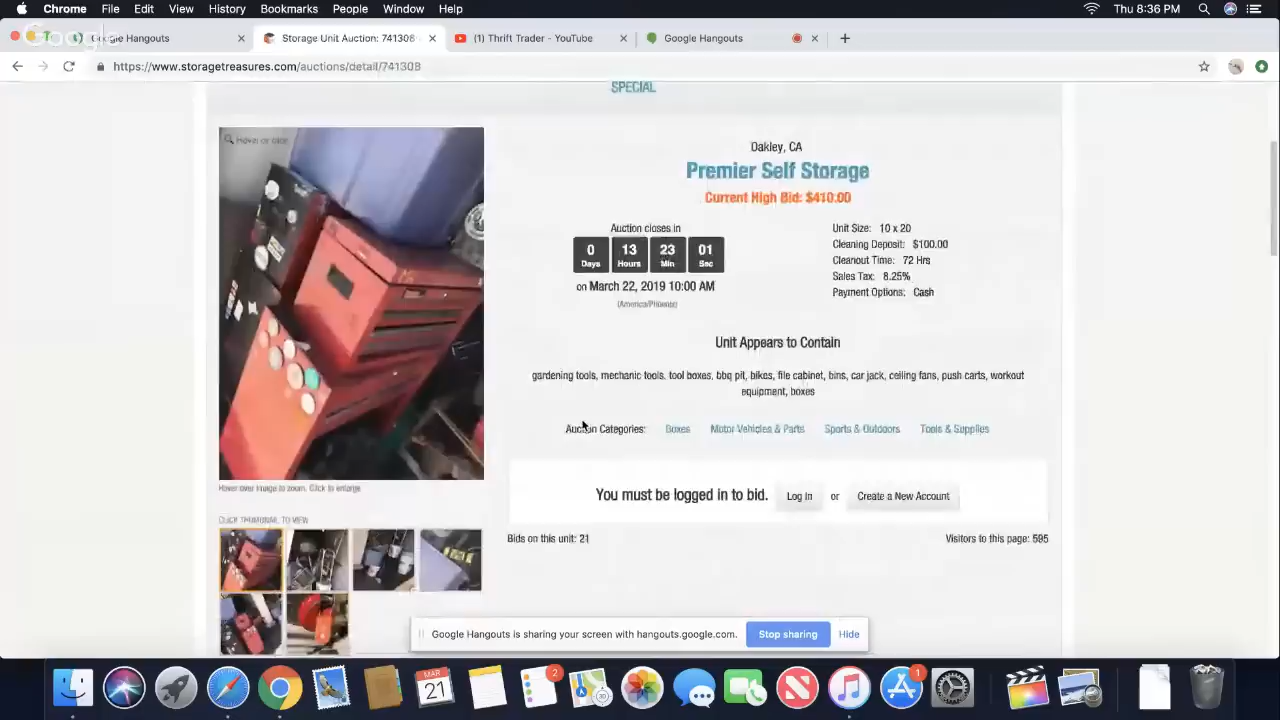 Chrome File Edit View History Bookmarks People Window Help Thu 8:36 PM
Google Hangouts Storage Unit Auction: 741308- (1) Thrift Trader - YouTube Google Hangouts
https://www.storagetreasures.com/auctions/detail/741308
SPECIAL
Hover or
Oakley, CA
Premier Self Storage
Current High Bid: $410.00
Auction closes in
0 13 23 01
Days Hours Min Sec
on March 22, 2019 10:00 AM
(America/Phoenix)
Unit Size: 10 x 20
Cleaning Deposit: $100.00
Cleanout Time: 72 Hrs
Sales Tax: 8.25%
Payment Options: Cash
Unit Appears to Contain
gardening tools, mechanic tools, tool boxes, bbq pit, bikes, file cabinet, bins, car jack, ceiling fans, push carts, workout
equipment, boxes
Auction Categories: Boxes Motor Vehicles & Parts Sports & Outdoors Tools & Supplies
You must be logged in to bid. Log In or Create a New Account
Hover over image to zoom. Click to enlarge.
CLICK THUMBNAIL TO VIEW
Bids on this unit: 21 Visitors to this page: 595
Google Hangouts is sharing your screen with hangouts.google.com. Stop sharing Hide
MAR
21
2
1